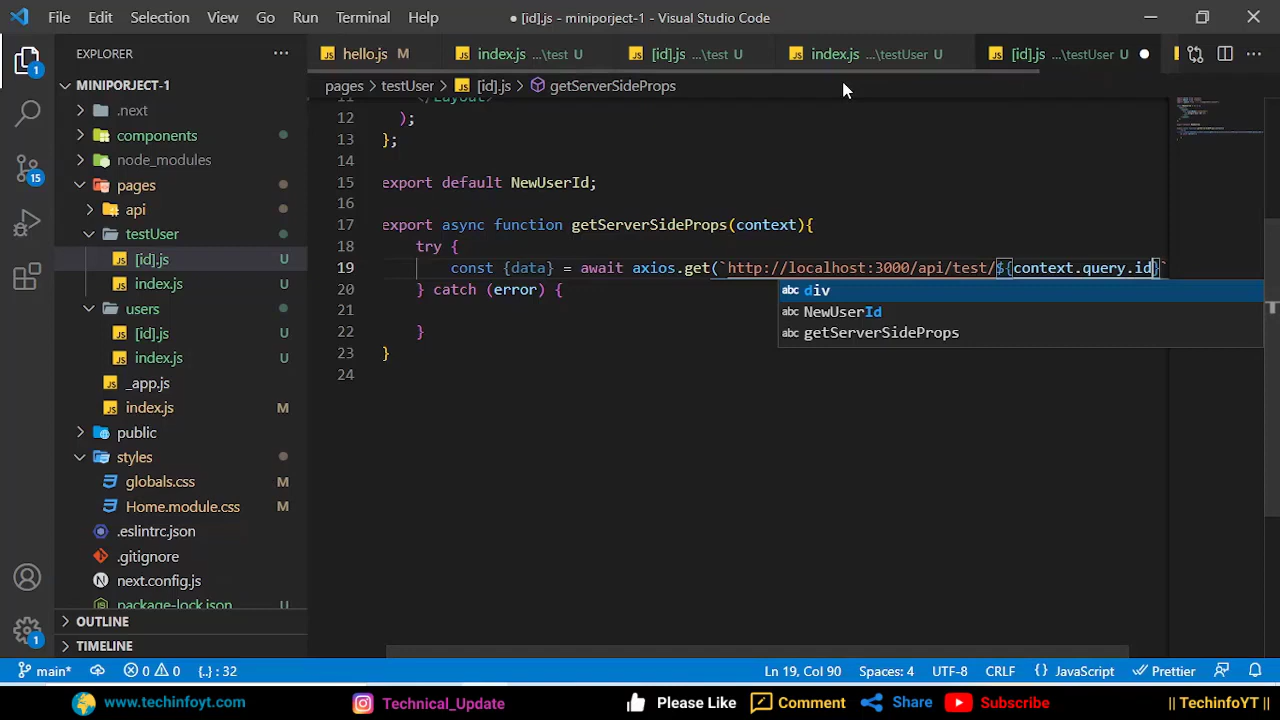 File Edit Selection View Go Run Terminal Help
● [id].js - miniporject-1 - Visual Studio Code
EXPLORER
hello.js M
index.js ...\test U
[id].js ...\test U
index.js ...\testUser U
[id].js ...\testUser U
MINIPORJECT-1
pages > testUser > [id].js > getServerSideProps
.next
components
node_modules
pages
api
testUser
[id].js U
index.js U
users
[id].js U
index.js U
_app.js
index.js M
public
styles
globals.css M
Home.module.css M
.eslintrc.json
.gitignore
next.config.js
package-lock.json U
OUTLINE
TIMELINE
1
15
1
11 </Layout>
12 );
13 };
14
15 export default NewUserId;
16
17 export async function getServerSideProps(context){
18 try {
19 const {data} = await axios.get(`http://localhost:3000/api/test/${context.query.id}`
20 } catch (error) {
21
22 }
23 }
24
abc div
abc NewUserId
abc getServerSideProps
main* 0 0 {..} : 32 Ln 19, Col 90 Spaces: 4 UTF-8 CRLF {} JavaScript Prettier
www.techinfoyt.com Technical_Update Please Like Comment Share Subscribe || TechinfoYT ||